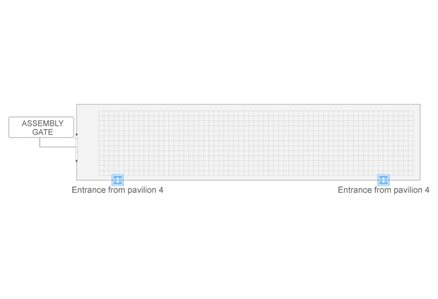 ASSEMBLY
GATE
Entrance from pavilion 4
Entrance from pavilion 4